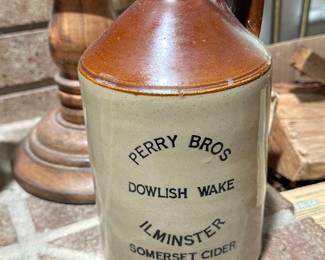 PERRY BROS
DOWLISH WAKE
ILMINSTER
SOMERSET CIDER